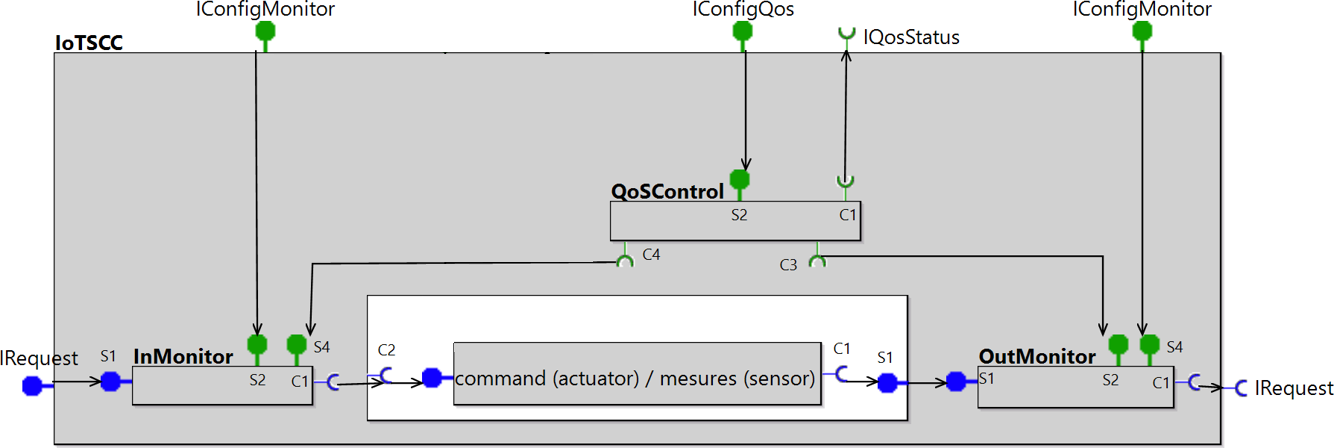 IConfigMonitor
IConfigQos
IConfigMonitor
IoTSCC
IQosStatus
QoSControl
S2
C1
C4
C3
IRequest
S1
InMonitor
S4
S2
C1
C2
command (actuator) / mesures (sensor)
C1
S1
OutMonitor
S4
S1
S2
C1
IRequest